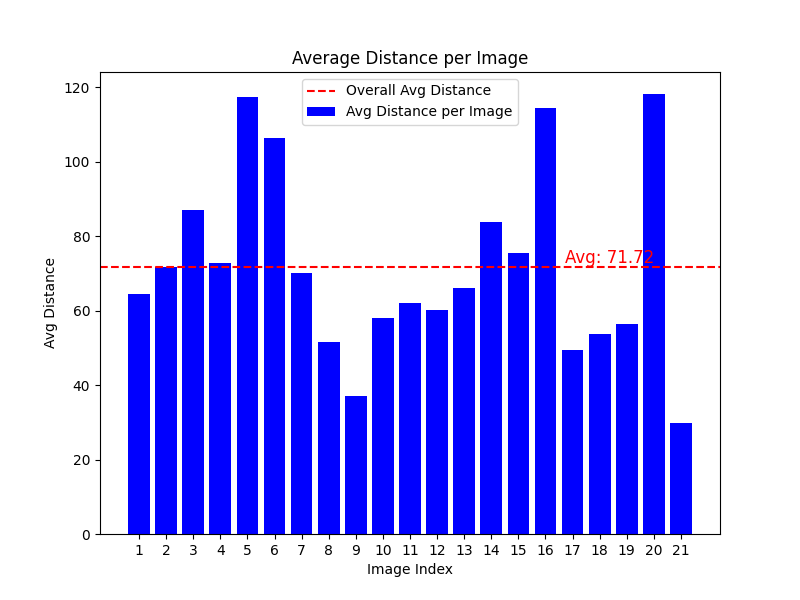 Average Distance per Image
Overall Avg Distance
Avg Distance per Image
Avg: 71.72
Avg Distance
120
100
80
60
40
20
0
1 2 3 4 5 6 7 8 9 10 11 12 13 14 15 16 17 18 19 20 21
Image Index